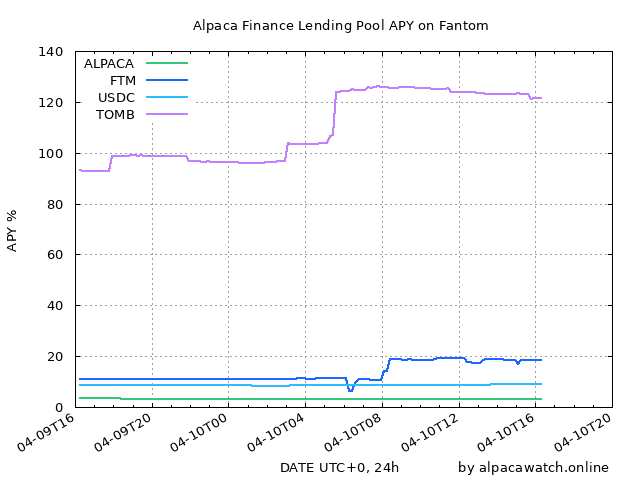 Alpaca Finance Lending Pool APY on Fantom
140
120
100
80
60
40
20
0
APY %
ALPACA
FTM
USDC
TOMB
04-09T16
04-09T20
04-10T00
04-10T04
04-10T08
04-10T12
04-10T16
04-10T20
DATE UTC+0, 24h
by alpacawatch.online